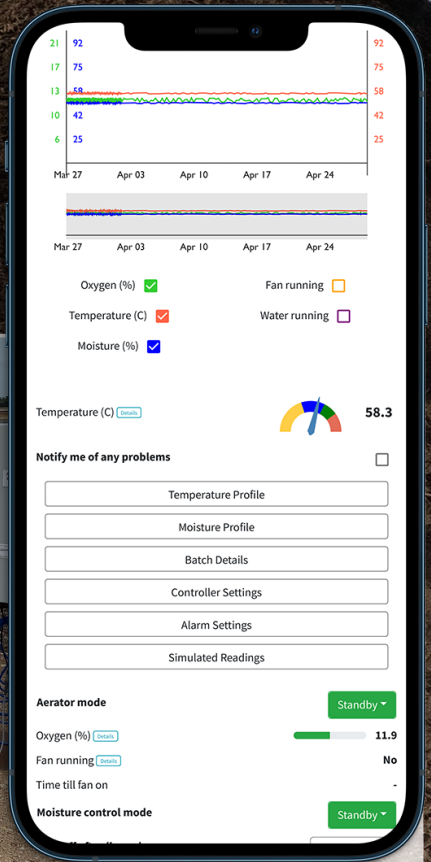 21 92 92
17 75 75
13 58 58
10 42 42
6 25 25
Mar 27 Apr 03 Apr 10 Apr 17 Apr 24
Mar 27 Apr 03 Apr 10 Apr 17 Apr 24
Oxygen (%) Fan running
Temperature (C) Water running
Moisture (%)
Temperature (C) Details 58.3
Notify me of any problems
Temperature Profile
Moisture Profile
Batch Details
Controller Settings
Alarm Settings
Simulated Readings
Aerator mode Standby
Oxygen (%) Details 11.9
Fan running Details No
Time till fan on -
Moisture control mode Standby